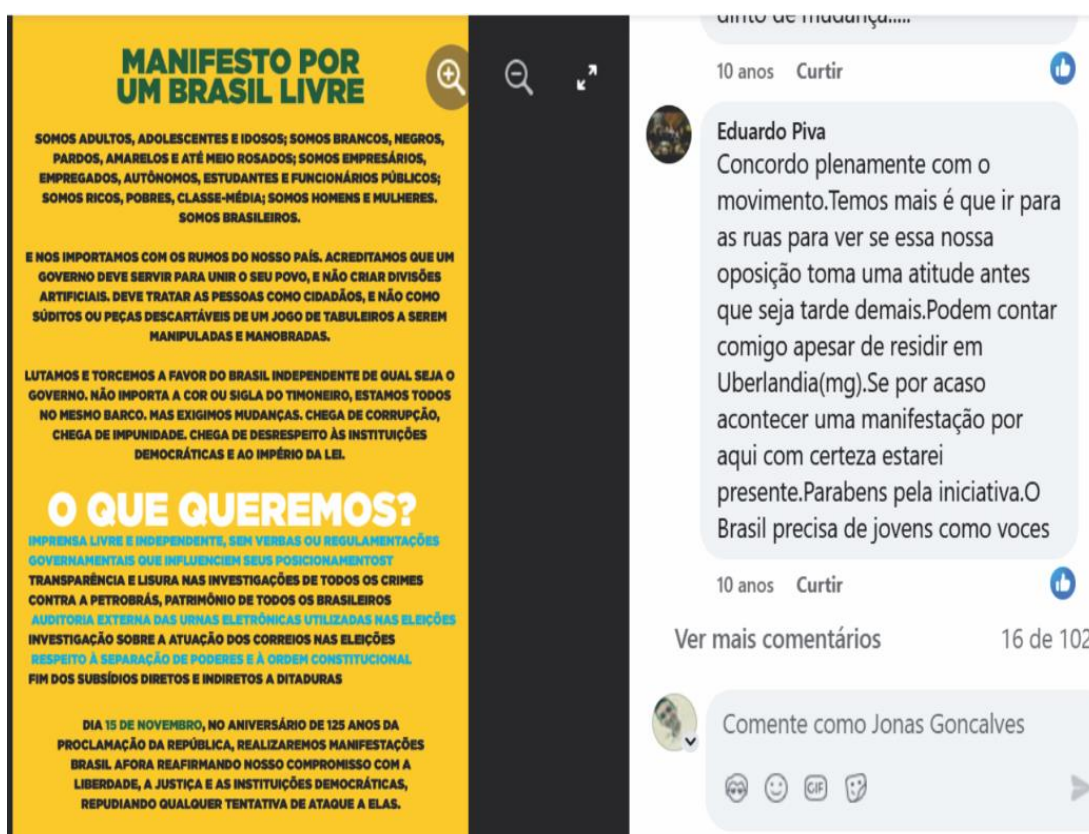 MANIFESTO POR
UM BRASIL LIVRE
SOMOS ADULTOS, ADOLESCENTES E IDOSOS; SOMOS BRANCOS, NEGROS,
PARDOS, AMARELOS E ATÉ MEIO ROSADOS; SOMOS EMPRESÁRIOS,
EMPREGADOS, AUTÔNOMOS, ESTUDANTES E FUNCIONÁRIOS PÚBLICOS;
SOMOS RICOS, POBRES, CLASSE-MÉDIA; SOMOS HOMENS E MULHERES.
SOMOS BRASILEIROS.
E NOS IMPORTAMOS COM OS RUMOS DO NOSSO PAÍS. ACREDITAMOS QUE UM
GOVERNO DEVE SERVIR PARA UNIR O SEU POVO, E NÃO CRIAR DIVISÕES
ARTIFICIAIS. DEVE TRATAR AS PESSOAS COMO CIDADÃOS, E NÃO COMO
SÚDITOS OU PEÇAS DESCARTÁVEIS DE UM JOGO DE TABULEIROS A SEREM
MANIPULADAS E MANOBRADAS.
LUTAMOS E TORCEMOS A FAVOR DO BRASIL INDEPENDENTE DE QUAL SEJA O
GOVERNO. NÃO IMPORTA A COR OU SIGLA DO TIMONEIRO, ESTAMOS TODOS
NO MESMO BARCO. MAS EXIGIMOS MUDANÇAS. CHEGA DE CORRUPÇÃO,
CHEGA DE IMPUNIDADE. CHEGA DE DESRESPEITO ÀS INSTITUIÇÕES
DEMOCRÁTICAS E AO IMPÉRIO DA LEI.
O QUE QUEREMOS?
IMPRENSA LIVRE E INDEPENDENTE, SEM VERBAS OU REGULAMENTAÇÕES
GOVERNAMENTAIS QUE INFLUENCIEM SEUS POSICIONAMENTOST
TRANSPARÊNCIA E LISURA NAS INVESTIGAÇÕES DE TODOS OS CRIMES
CONTRA A PETROBRÁS, PATRIMÔNIO DE TODOS OS BRASILEIROS
AUDITORIA EXTERNA DAS URNAS ELETRÔNICAS UTILIZADAS NAS ELEIÇÕES
INVESTIGAÇÃO SOBRE A ATUAÇÃO DOS CORREIOS NAS ELEIÇÕES
RESPEITO À SEPARAÇÃO DE PODERES E À ORDEM CONSTITUCIONAL
FIM DOS SUBSÍDIOS DIRETOS E INDIRETOS A DITADURAS
DIA 15 DE NOVEMBRO, NO ANIVERSÁRIO DE 125 ANOS DA
PROCLAMAÇÃO DA REPÚBLICA, REALIZAREMOS MANIFESTAÇÕES
BRASIL AFORA REAFIRMANDO NOSSO COMPROMISSO COM A
LIBERDADE, A JUSTIÇA E AS INSTITUIÇÕES DEMOCRÁTICAS,
REPUDIANDO QUALQUER TENTATIVA DE ATAQUE A ELAS.
de mudança.....
10 anos Curtir
Eduardo Piva
Concordo plenamente com o
movimento.Temos mais é que ir para
as ruas para ver se essa nossa
oposição toma uma atitude antes
que seja tarde demais.Podem contar
comigo apesar de residir em
Uberlandia(mg).Se por acaso
acontecer uma manifestação por
aqui com certeza estarei
presente.Parabens pela iniciativa.O
Brasil precisa de jovens como voces
10 anos Curtir
Ver mais comentários 16 de 102
Comente como Jonas Goncalves
GIF